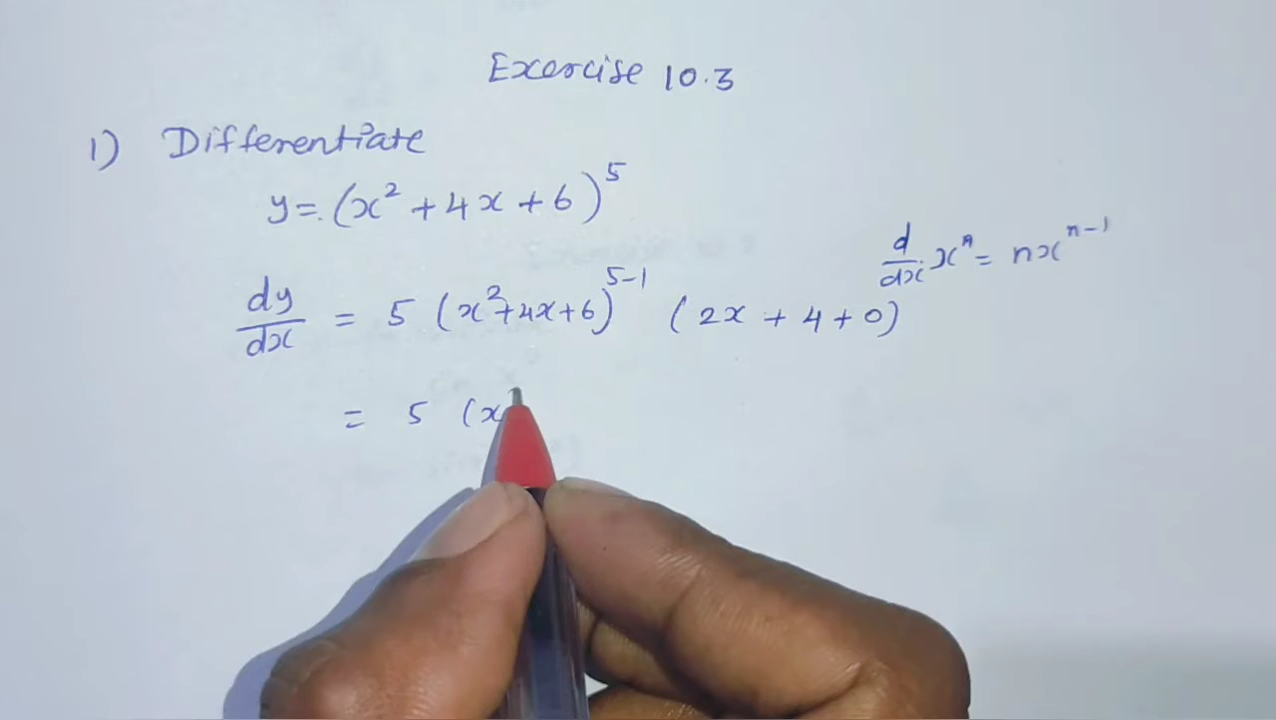 Exercise 10.3
1) Differentiate
y = (x² + 4x + 6)⁵
d/dx xⁿ = nxⁿ⁻¹
dy/dx = 5 (x²+4x+6)⁵⁻¹ (2x + 4 + 0)
= 5 (x